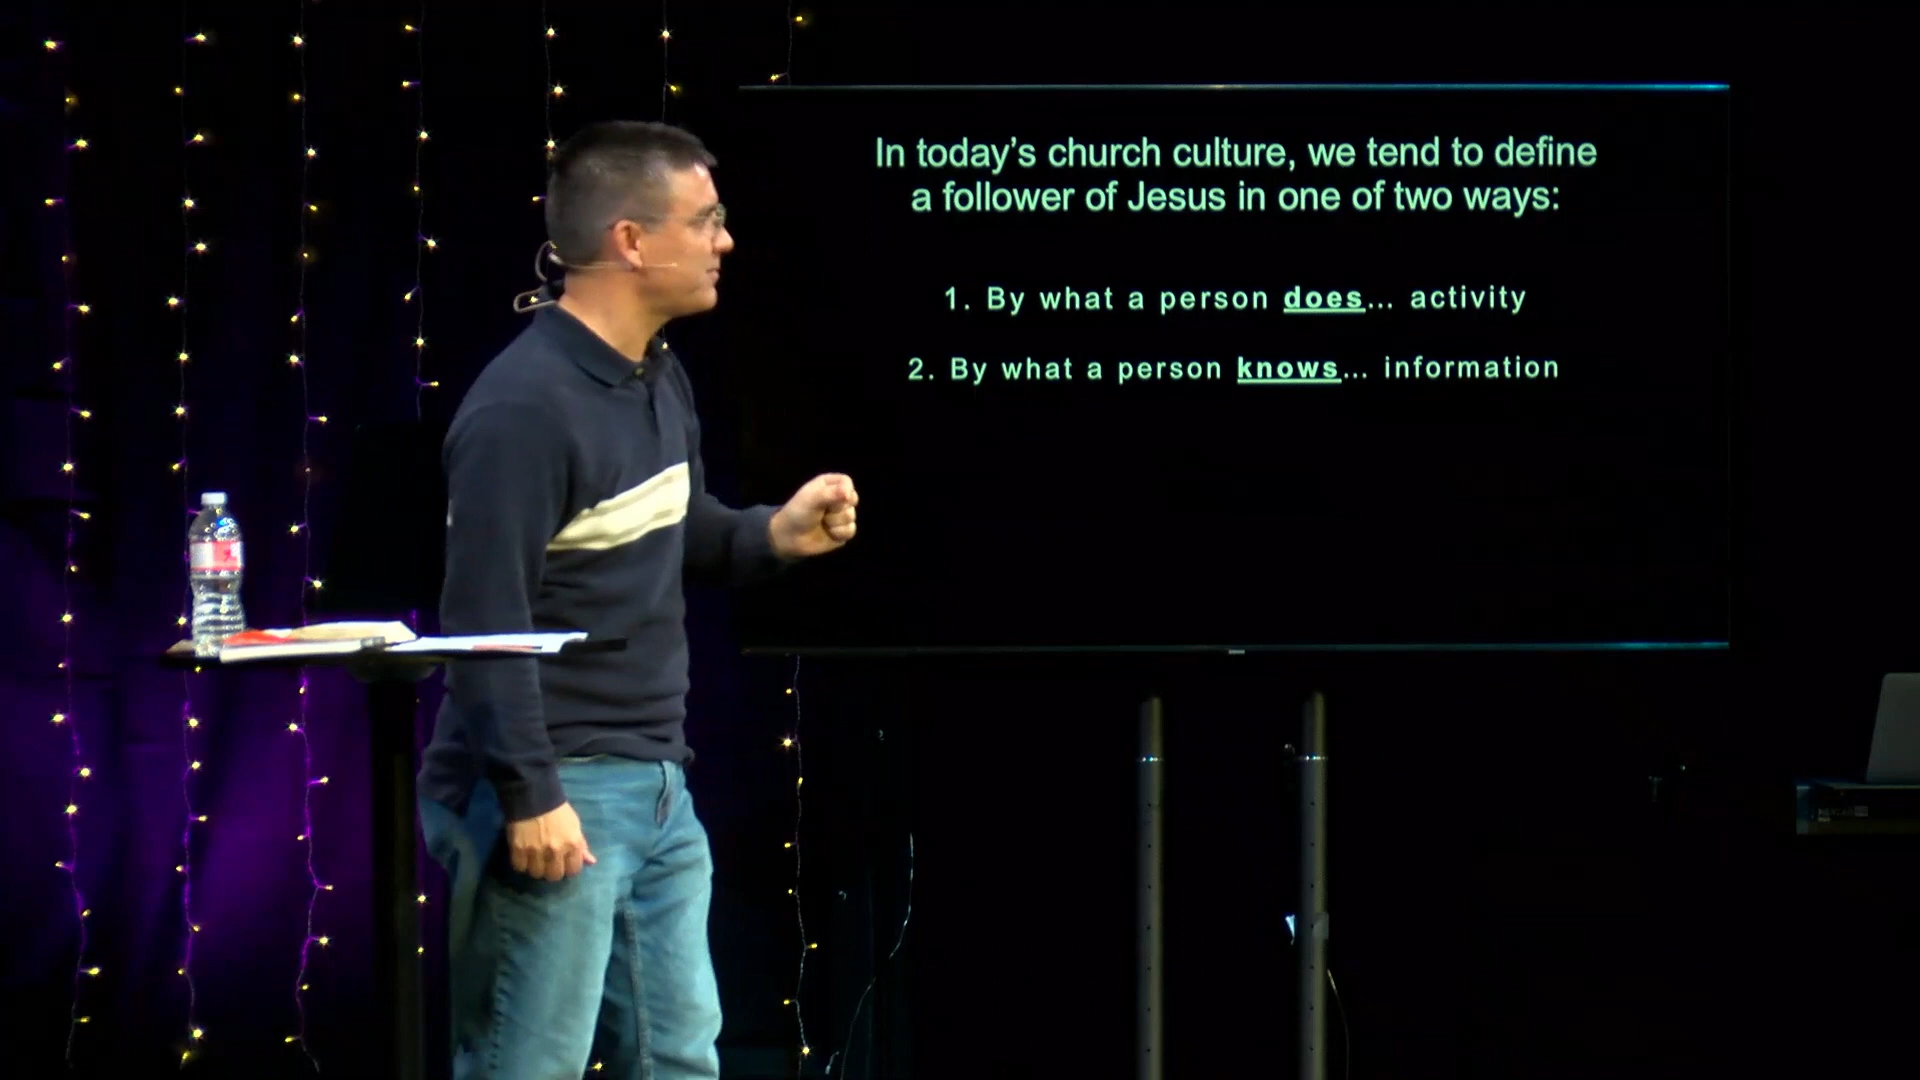 In today’s church culture, we tend to define
a follower of Jesus in one of two ways:
1. By what a person does... activity
2. By what a person knows... information